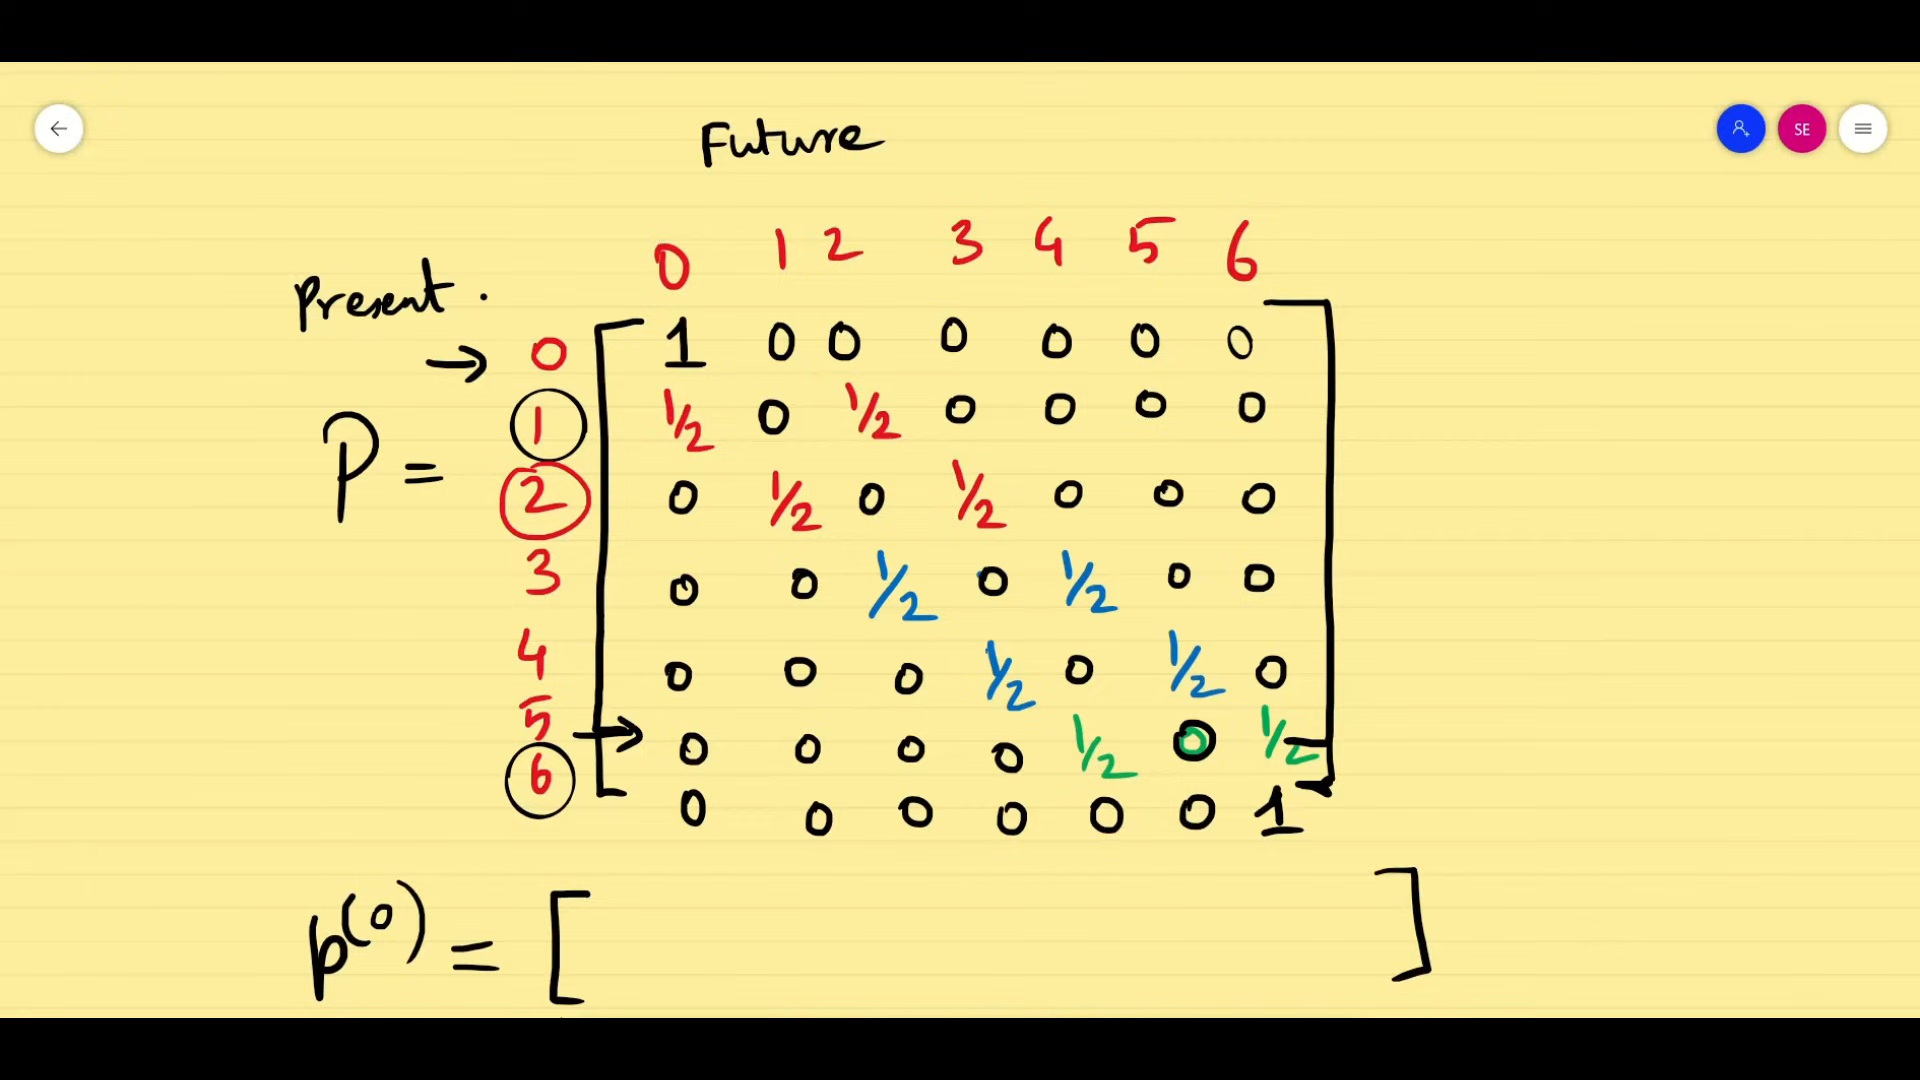 SE
Future
0 1 2 3 4 5 6
Present .
→ 0 1 0 0 0 0 0 0
1 1/2 0 1/2 0 0 0 0
P = 2 0 1/2 0 1/2 0 0 0
3 0 0 1/2 0 1/2 0 0
4 0 0 0 1/2 0 1/2 0
5 → 0 0 0 0 1/2 0 1/2
6 0 0 0 0 0 0 1
p(0) = [ ]